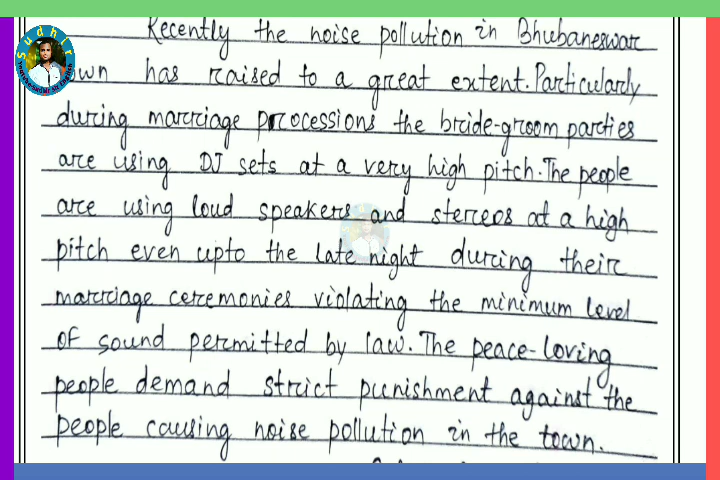 Sudhir
Recently the noise pollution in Bhubaneswar
town has raised to a great extent. Particularly
during marriage processions the bride-groom parties
are using DJ sets at a very high pitch. The people
are using loud speakers and stereos at a high
pitch even upto the late night during their
marriage ceremonies violating the minimum level
of sound permitted by law. The peace-loving
people demand strict punishment against the
people causing noise pollution in the town.